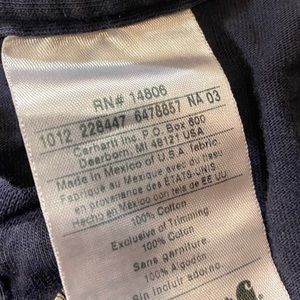 RN# 14806
1012 228447 6478857 NA 03
Carhartt Inc. P.O. Box 600
Dearborn, MI 48121 USA
Made in Mexico of U.S.A. fabric.
Fabriqué au Mexique avec du tissu
en provenance des ÉTATS-UNIS
Hecho en México con tela de EE UU
100% Cotton
Exclusive of Trimming.
100% Coton
Sans garniture.
100% Algodón
Sin incluir adorno.